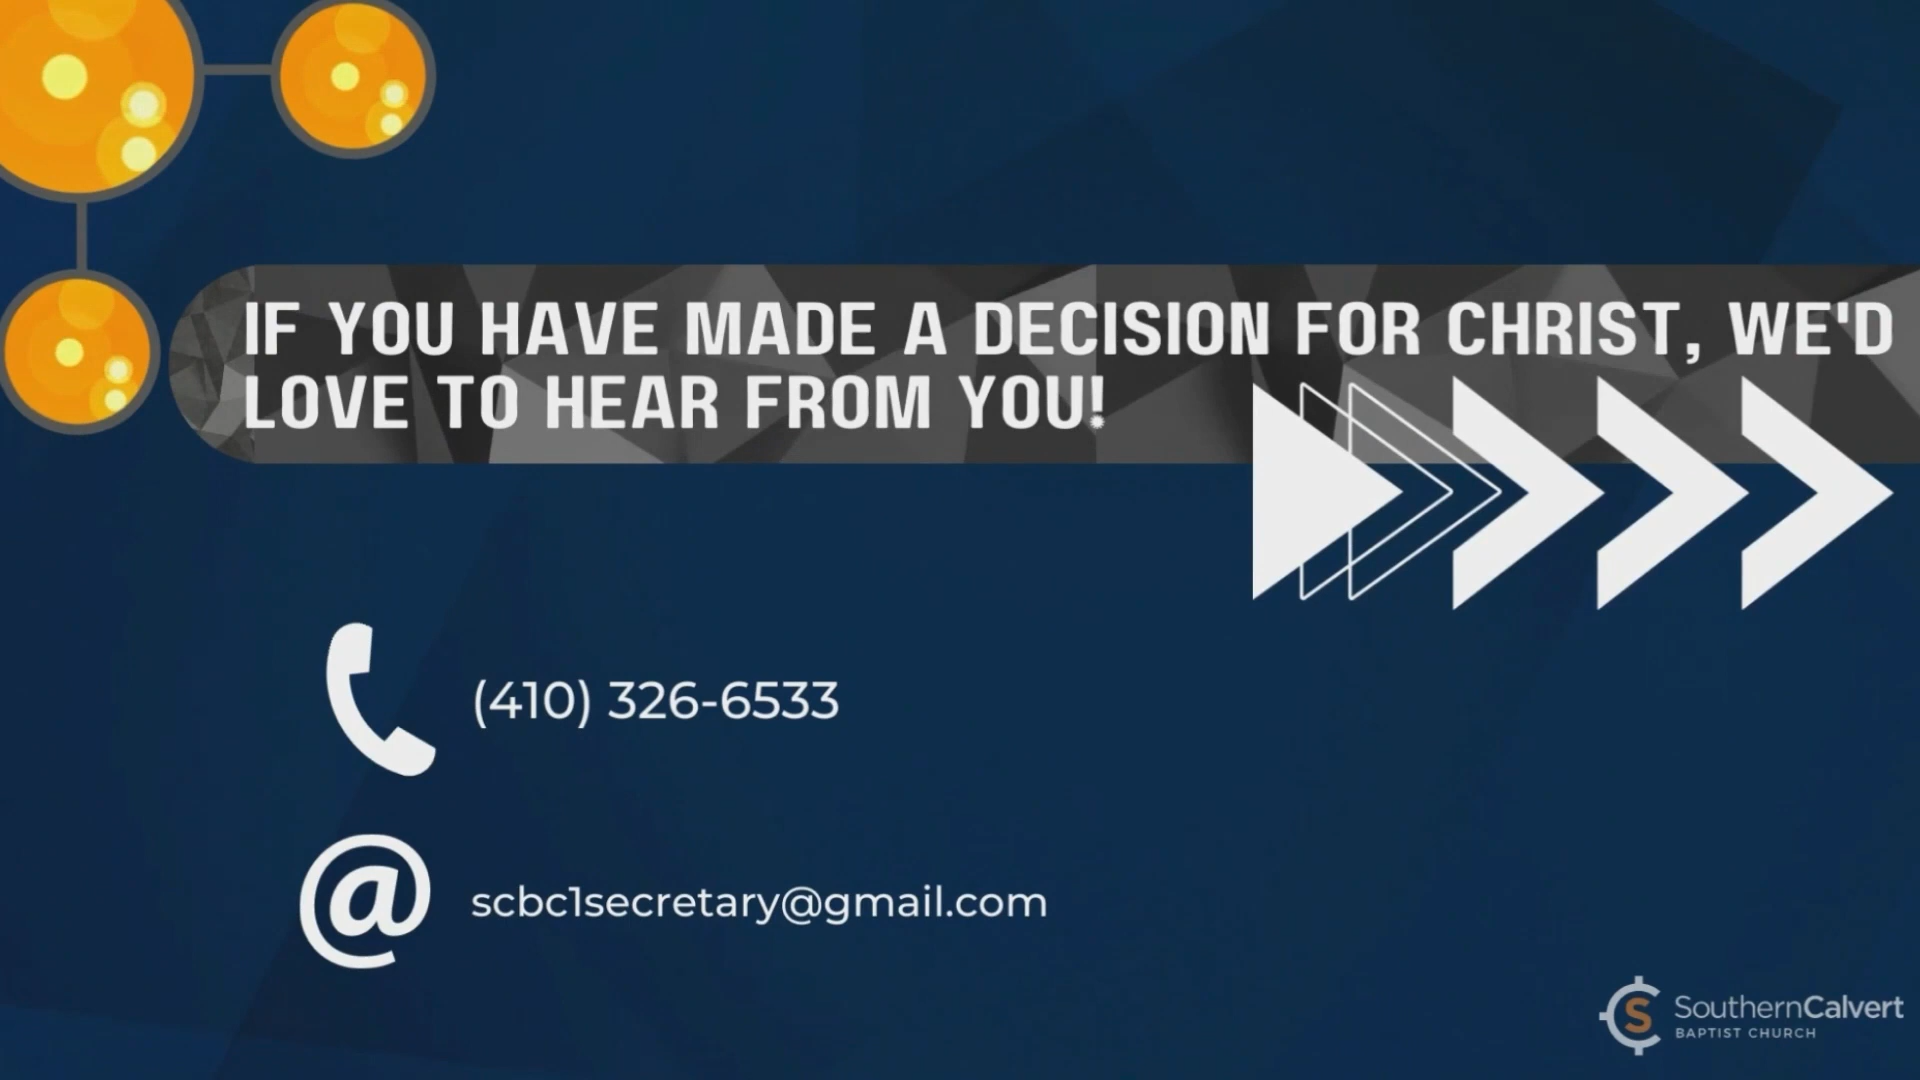 IF YOU HAVE MADE A DECISION FOR CHRIST, WE'D
LOVE TO HEAR FROM YOU!
(410) 326-6533
@
scbc1secretary@gmail.com
SouthernCalvert
BAPTIST CHURCH